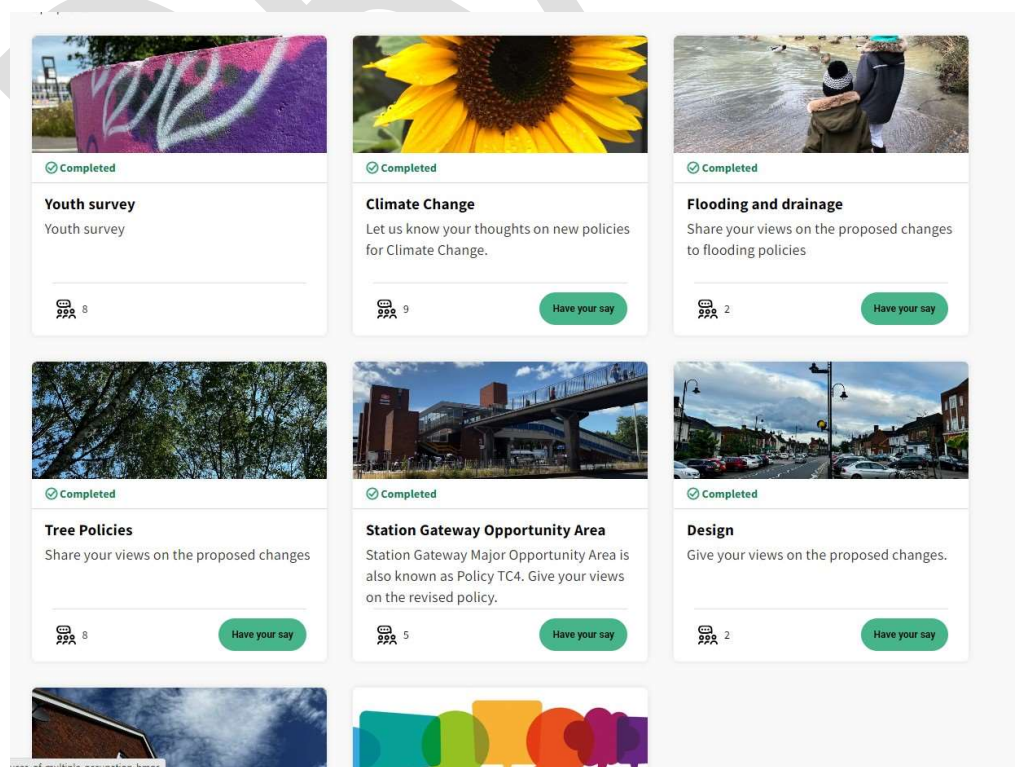 Completed
Youth survey
Youth survey
8
Completed
Climate Change
Let us know your thoughts on new policies
for Climate Change.
9
Have your say
Completed
Flooding and drainage
Share your views on the proposed changes
to flooding policies
2
Have your say
Completed
Tree Policies
Share your views on the proposed changes
8
Have your say
Completed
Station Gateway Opportunity Area
Station Gateway Major Opportunity Area is
also known as Policy TC4. Give your views
on the revised policy.
5
Have your say
Completed
Design
Give your views on the proposed changes.
2
Have your say